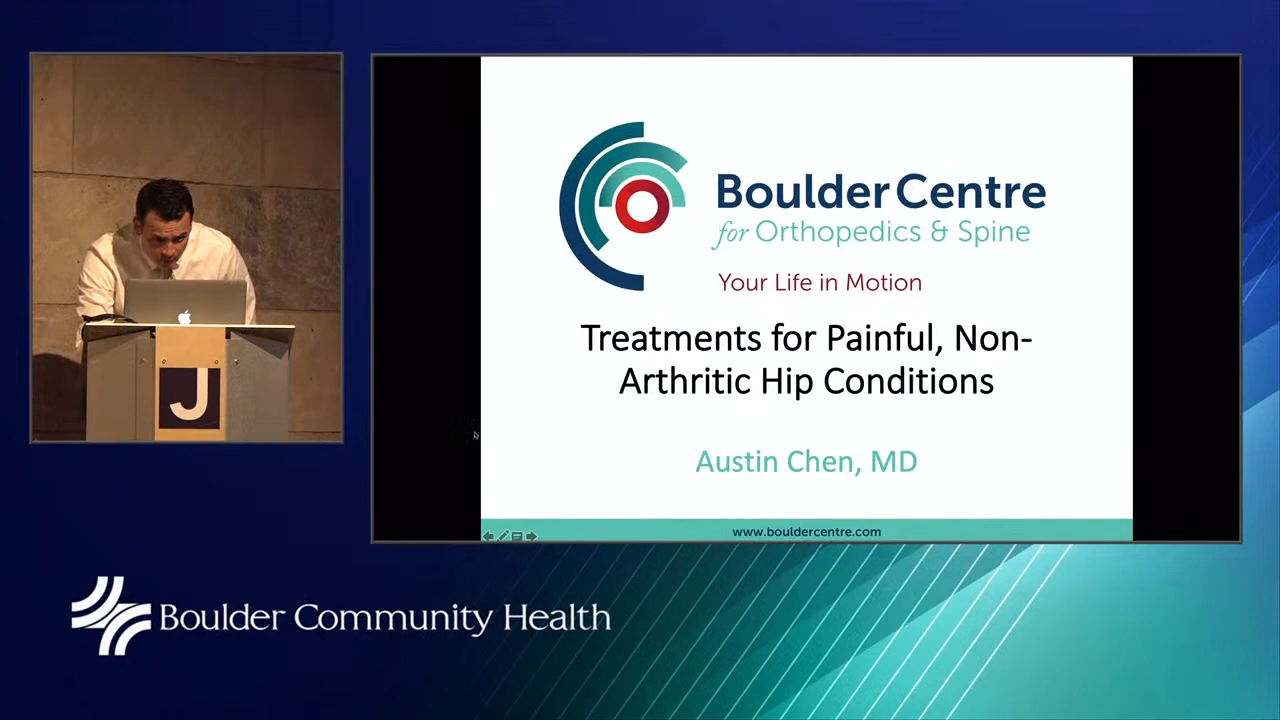 J
Boulder Centre
for Orthopedics & Spine
Your Life in Motion
Treatments for Painful, Non-
Arthritic Hip Conditions
Austin Chen, MD
www.bouldercentre.com
Boulder Community Health